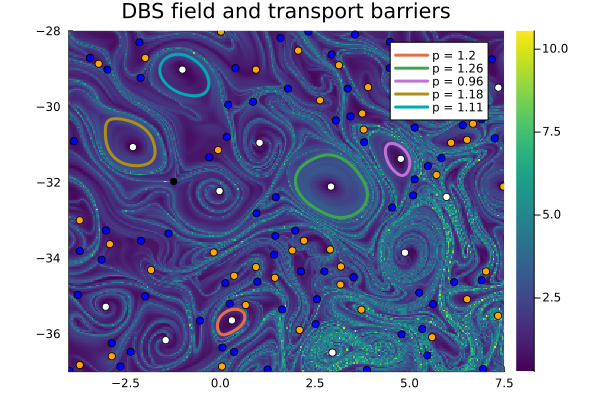 DBS field and transport barriers
−28
−30
−32
−34
−36
−2.5
0.0
2.5
5.0
7.5
p = 1.2
p = 1.26
p = 0.96
p = 1.18
p = 1.11
10.0
7.5
5.0
2.5